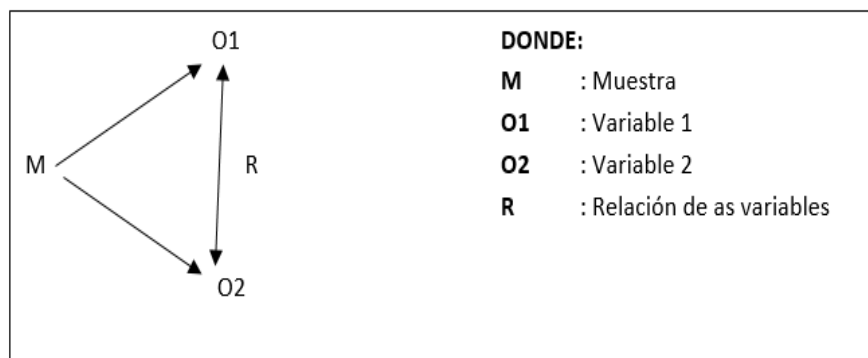 O1
M
R
O2
DONDE:
M : Muestra
O1 : Variable 1
O2 : Variable 2
R : Relación de as variables